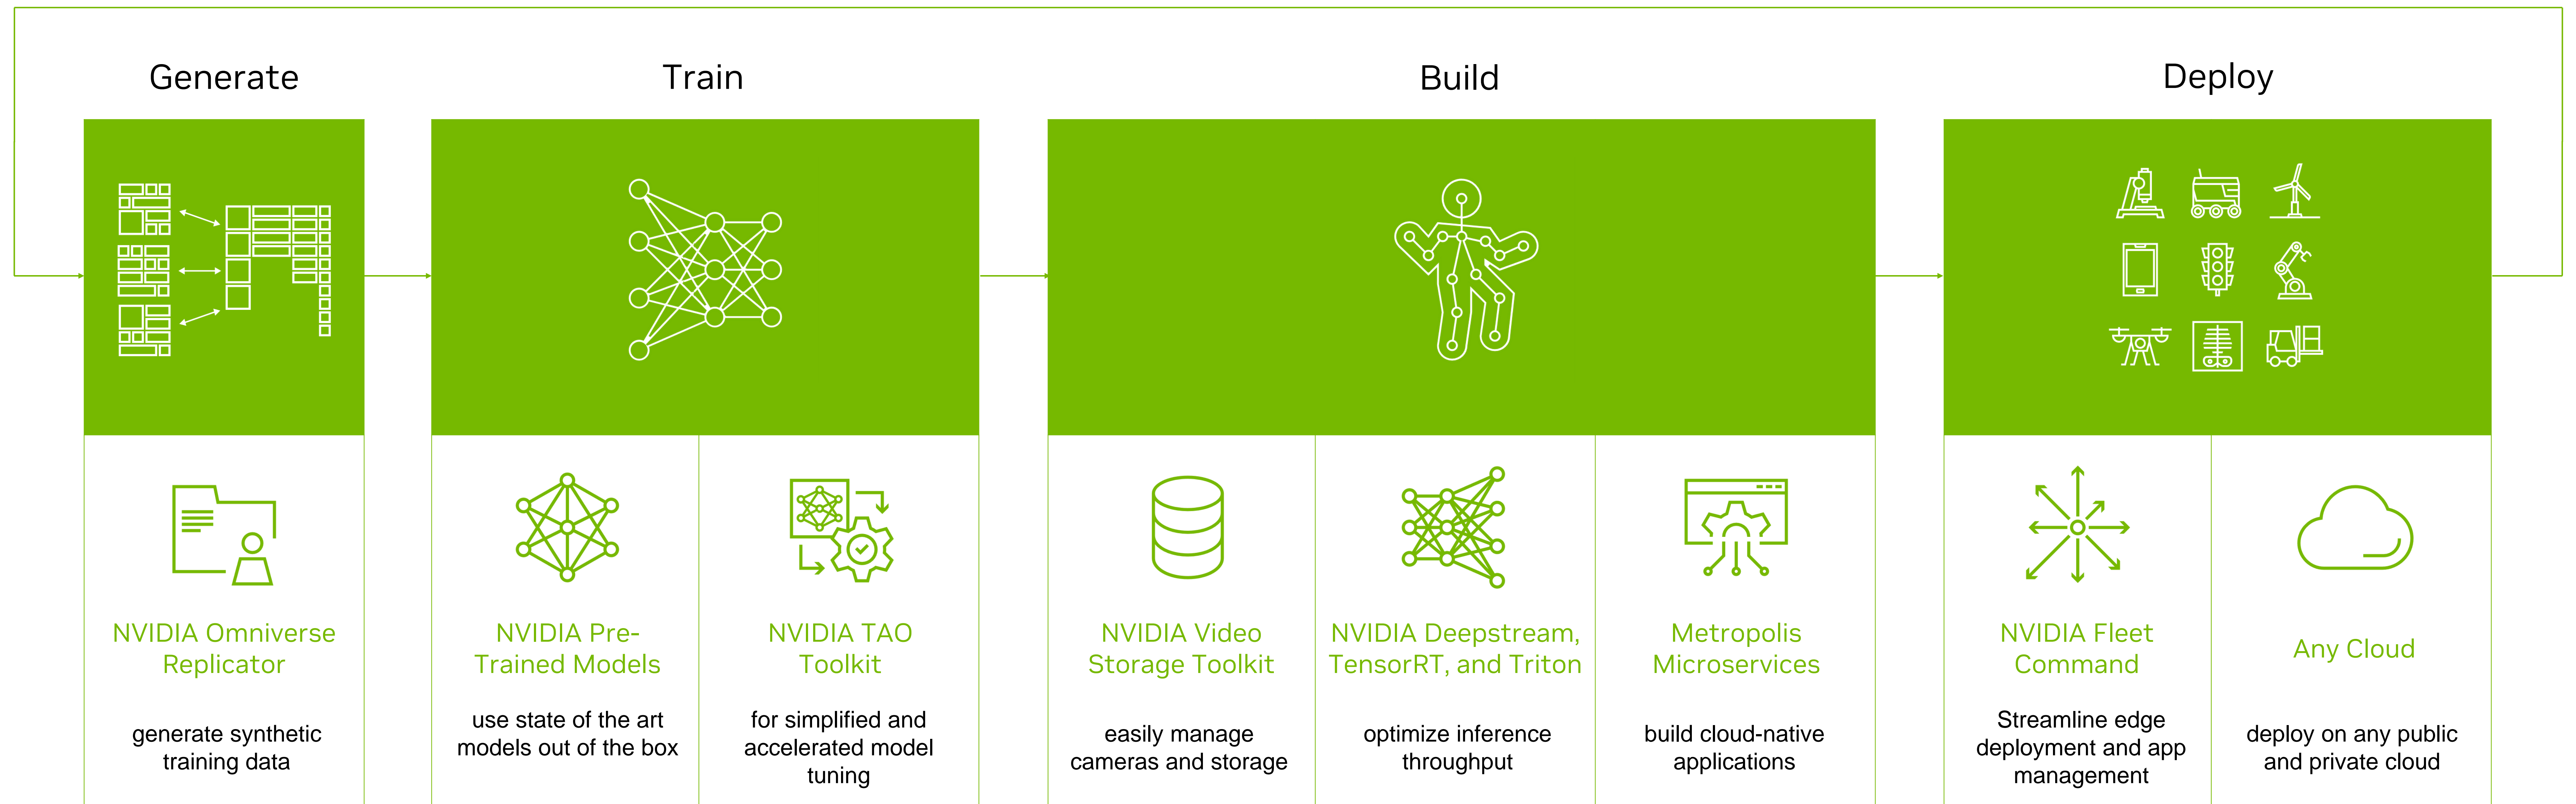 Generate
Train
Build
Deploy
NVIDIA Omniverse
Replicator
generate synthetic
training data
NVIDIA Pre-
Trained Models
use state of the art
models out of the box
NVIDIA TAO
Toolkit
for simplified and
accelerated model
tuning
NVIDIA Video
Storage Toolkit
easily manage
cameras and storage
NVIDIA Deepstream,
TensorRT, and Triton
optimize inference
throughput
Metropolis
Microservices
build cloud-native
applications
NVIDIA Fleet
Command
Streamline edge
deployment and app
management
Any Cloud
deploy on any public
and private cloud